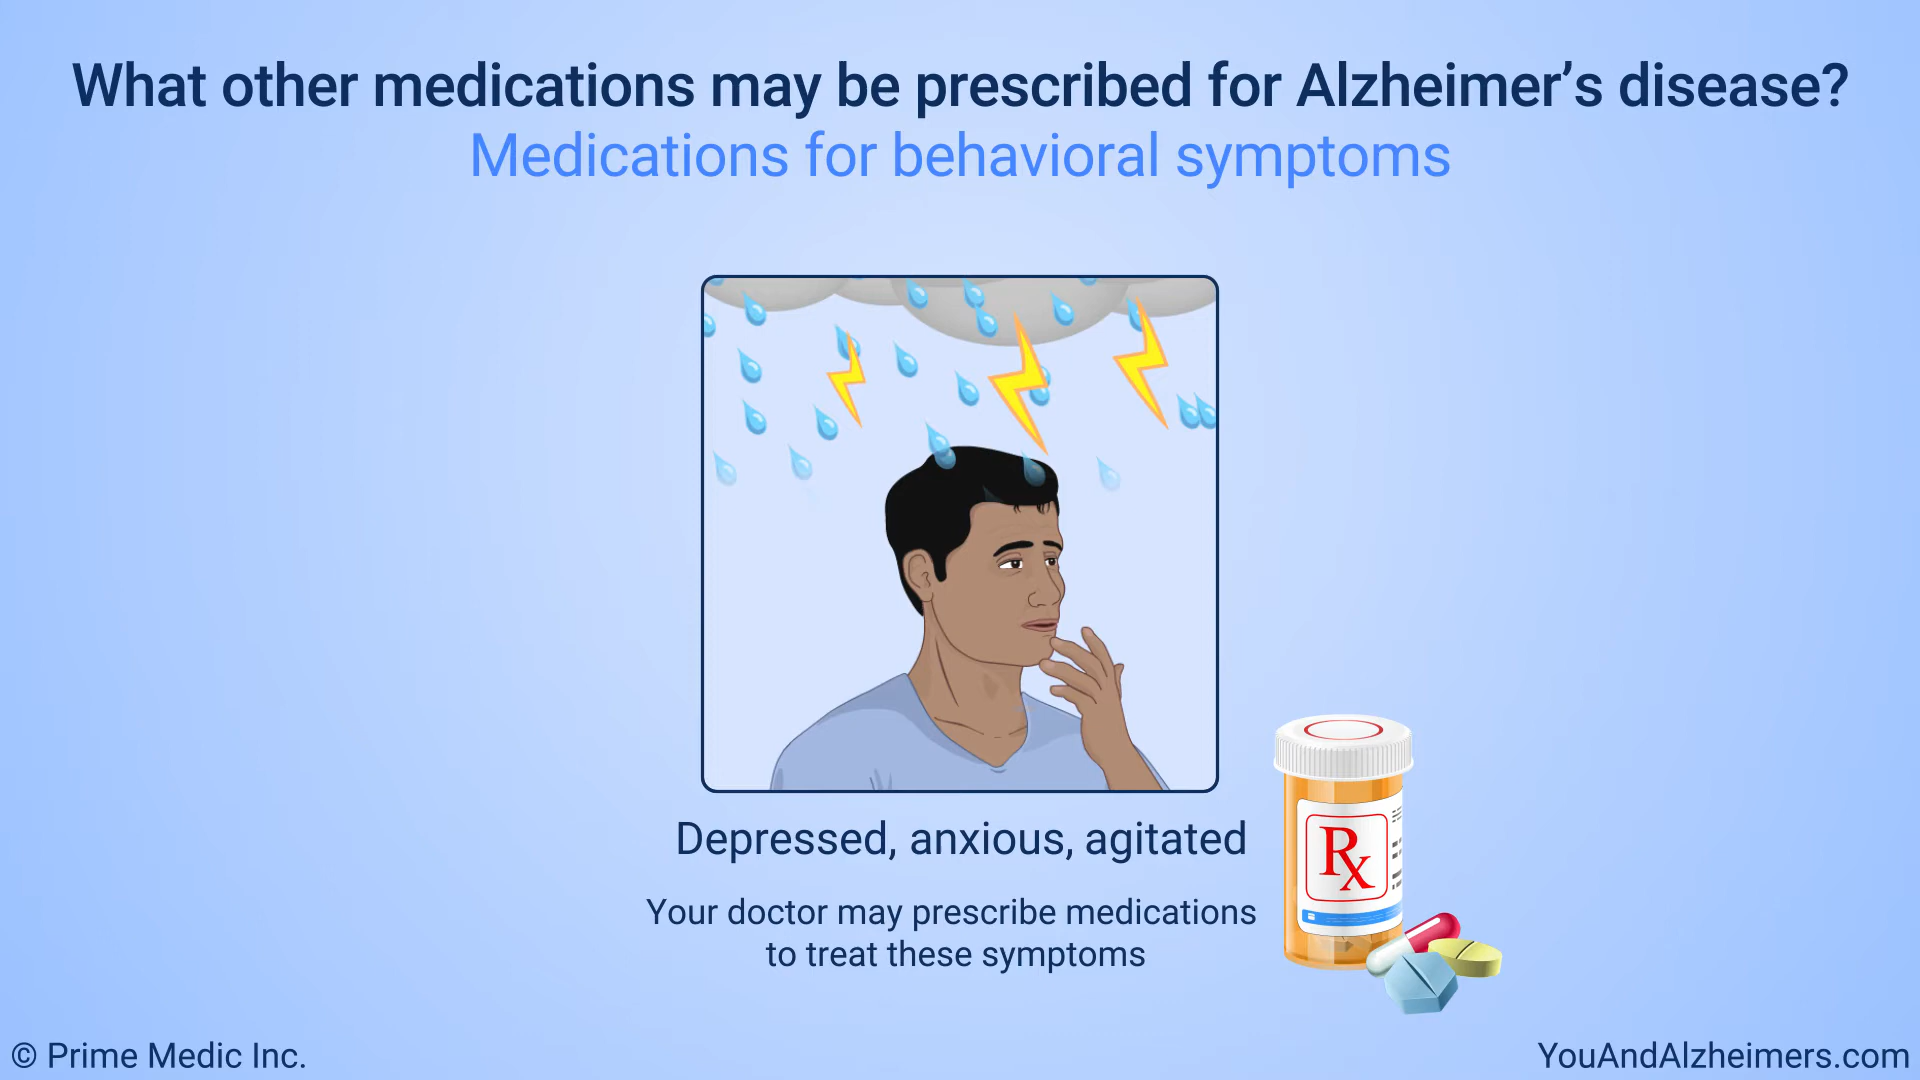 What other medications may be prescribed for Alzheimer’s disease?
Medications for behavioral symptoms
Depressed, anxious, agitated
Your doctor may prescribe medications
to treat these symptoms
Rx
© Prime Medic Inc.
YouAndAlzheimers.com